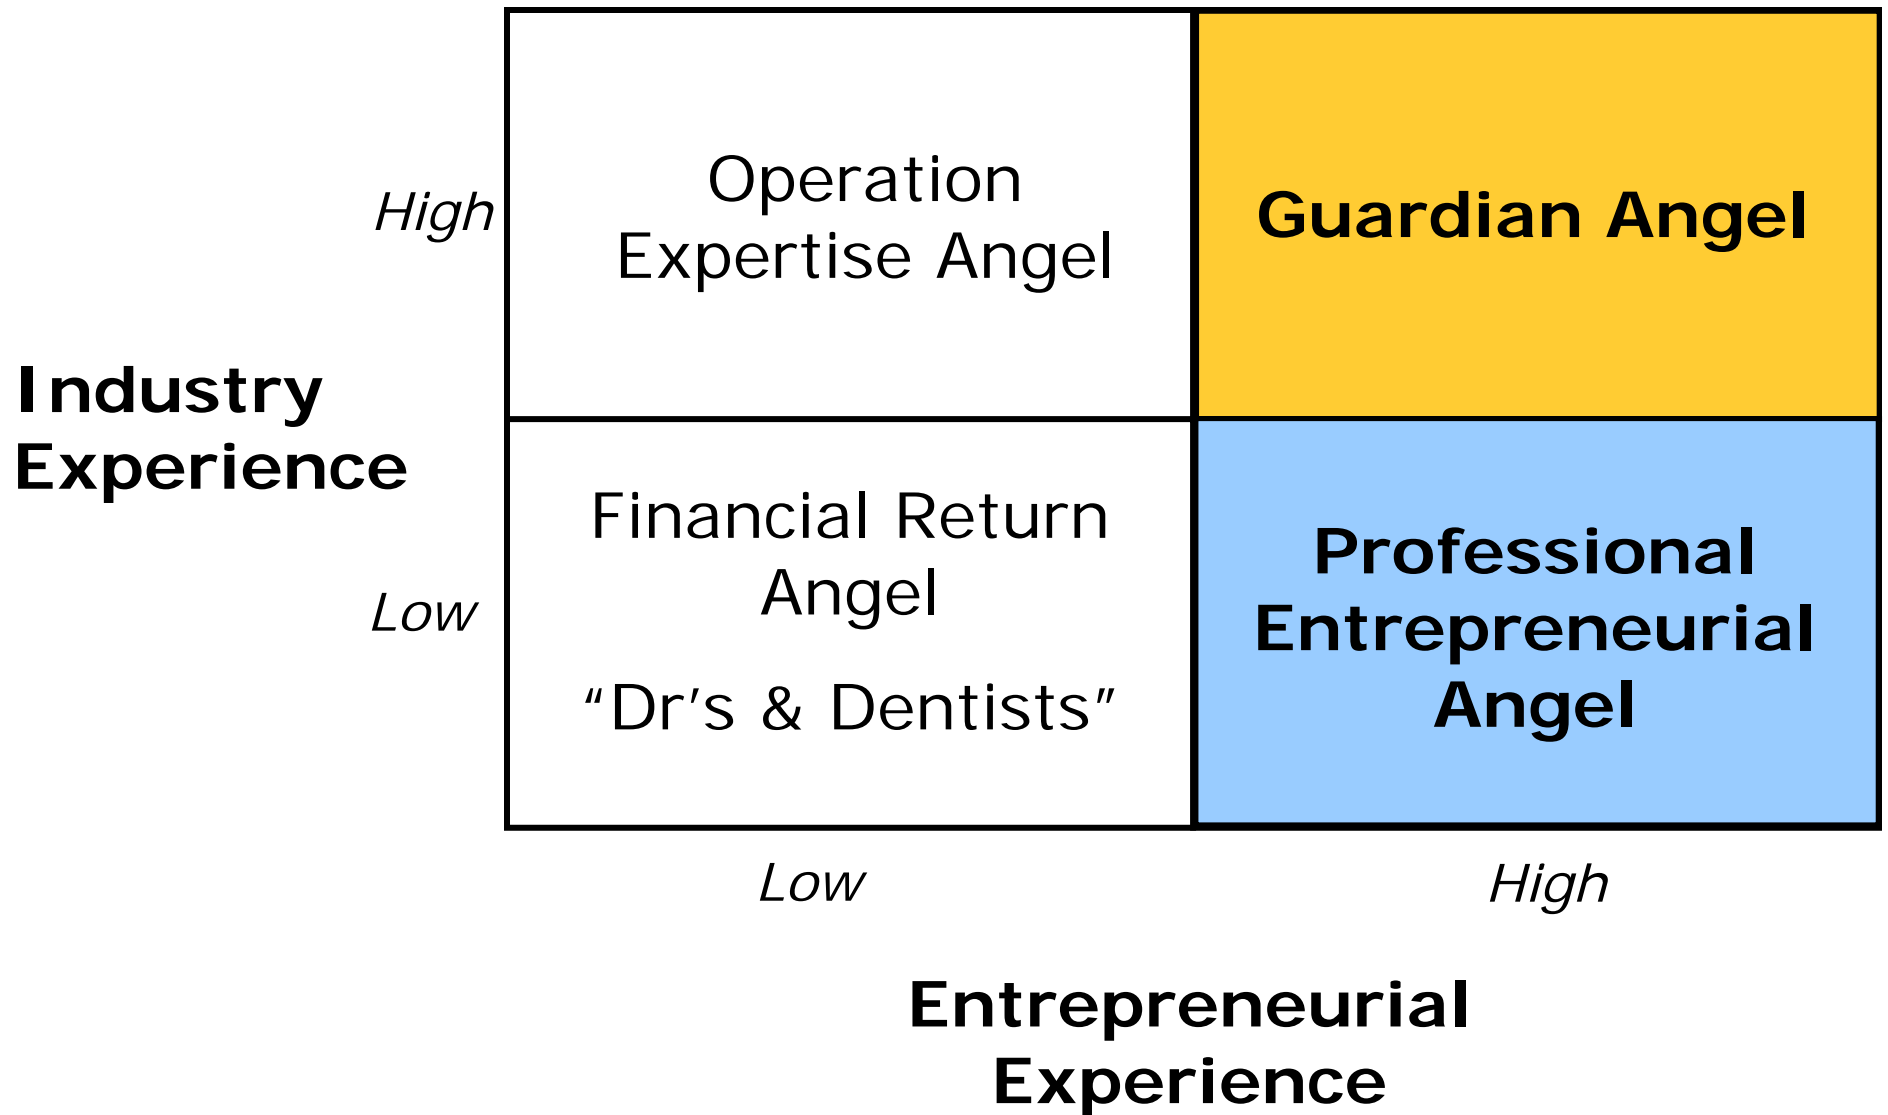 Operation
Expertise Angel
Guardian Angel
High
Industry
Experience
Financial Return
Angel
“Dr’s & Dentists”
Professional
Entrepreneurial
Angel
Low
Low
High
Entrepreneurial
Experience